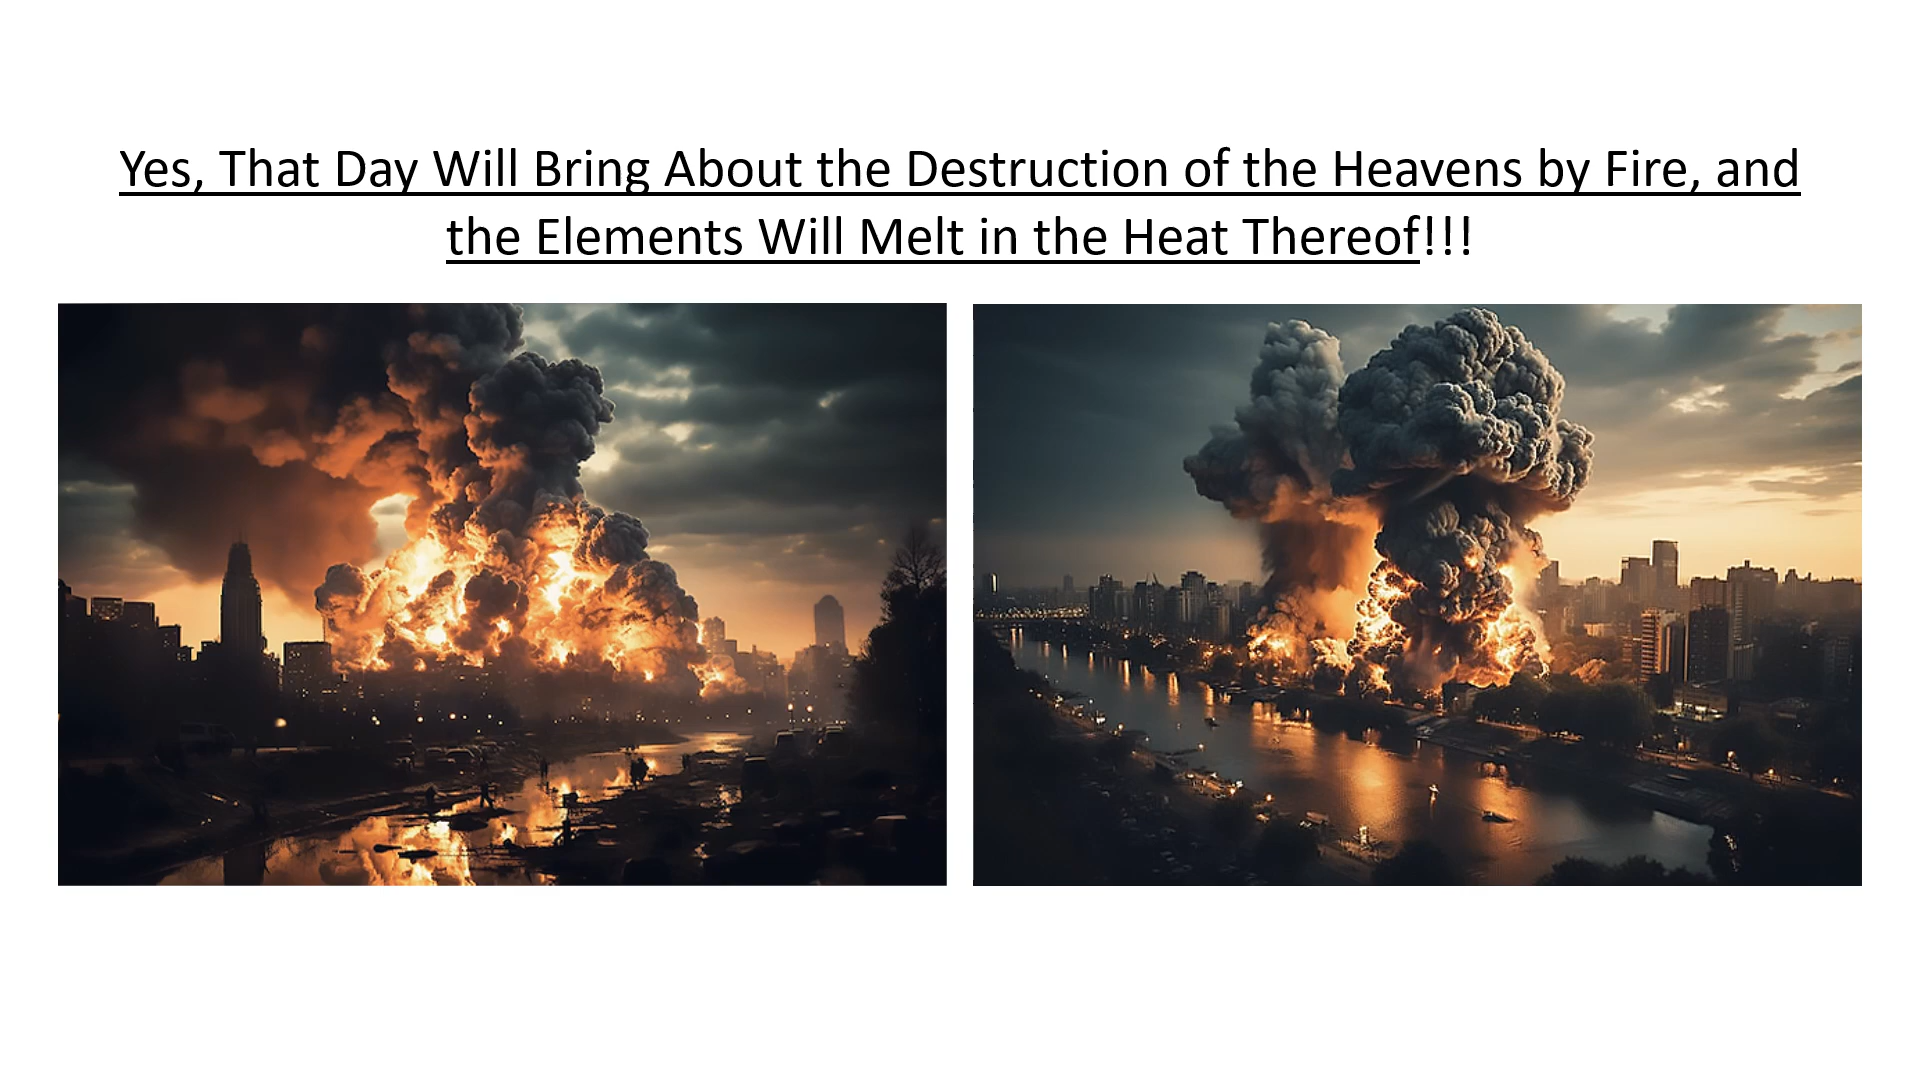 Yes, That Day Will Bring About the Destruction of the Heavens by Fire, and
the Elements Will Melt in the Heat Thereof!!!